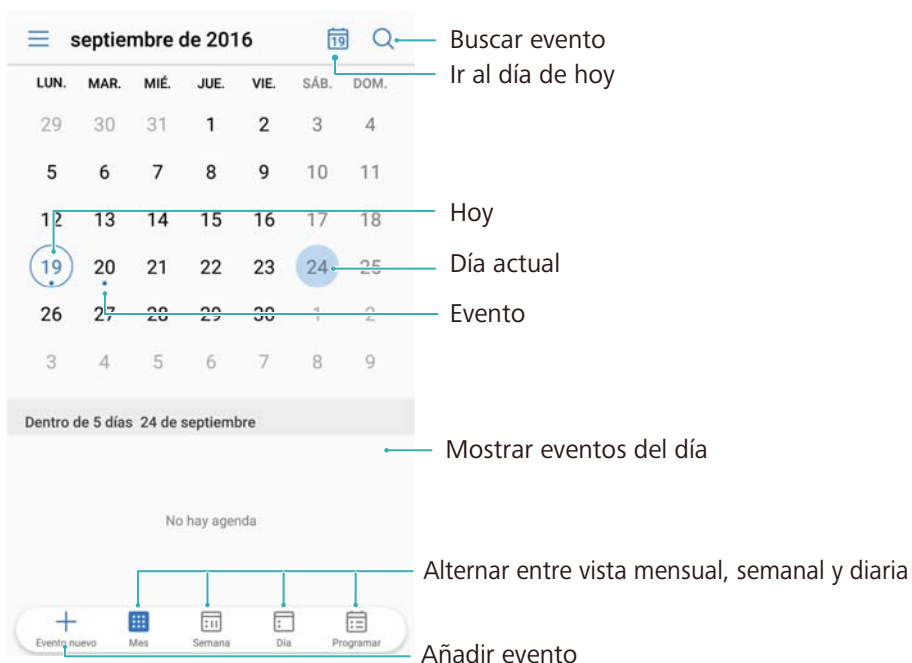 septiembre de 2016 19 Buscar evento
Ir al día de hoy
LUN. MAR. MIÉ. JUE. VIE. SÁB. DOM.
29 30 31 1 2 3 4
5 6 7 8 9 10 11
12 13 14 15 16 17 18 Hoy
19 20 21 22 23 24 25 Día actual
26 27 28 29 30 1 2 Evento
3 4 5 6 7 8 9
Dentro de 5 días 24 de septiembre
Mostrar eventos del día
No hay agenda
Alternar entre vista mensual, semanal y diaria
Evento nuevo Mes Semana Día Programar
Añadir evento